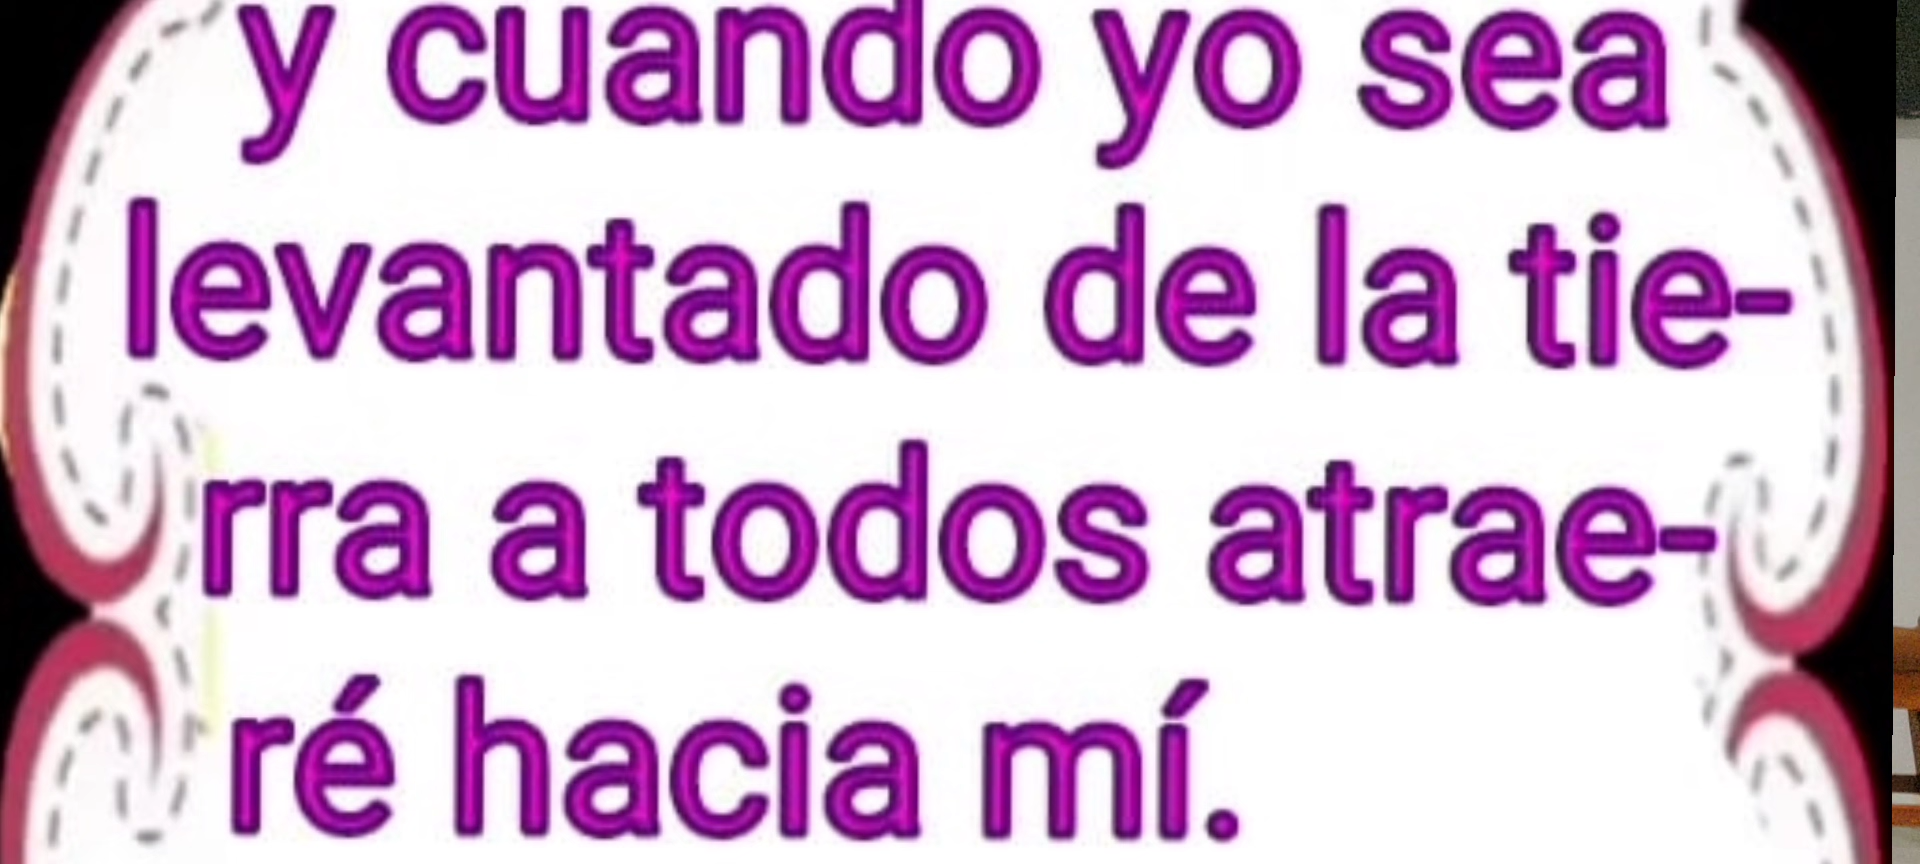 y cuando yo sea
levantado de la tie-
rra a todos atrae-
ré hacia mí.